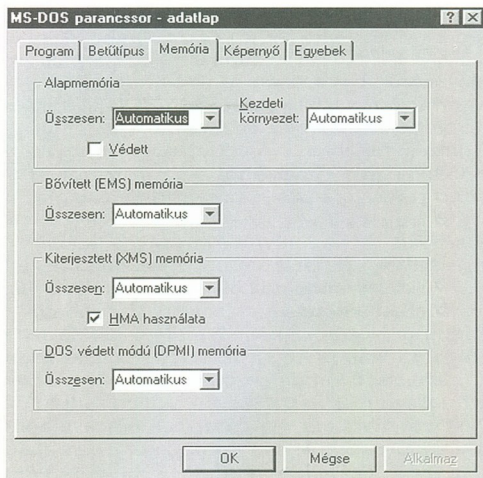 MS-DOS parancssor - adatlap
Program Betűtípus Memória Képernyő Egyebek
Alapmemória
Összesen: Automatikus
Kezdeti
környezet: Automatikus
Védett
Bővített (EMS) memória
Összesen: Automatikus
Kiterjesztett (XMS) memória
Összesen: Automatikus
HMA használata
DOS védett módú (DPMI) memória
Összesen: Automatikus
OK Mégse Alkalmaz